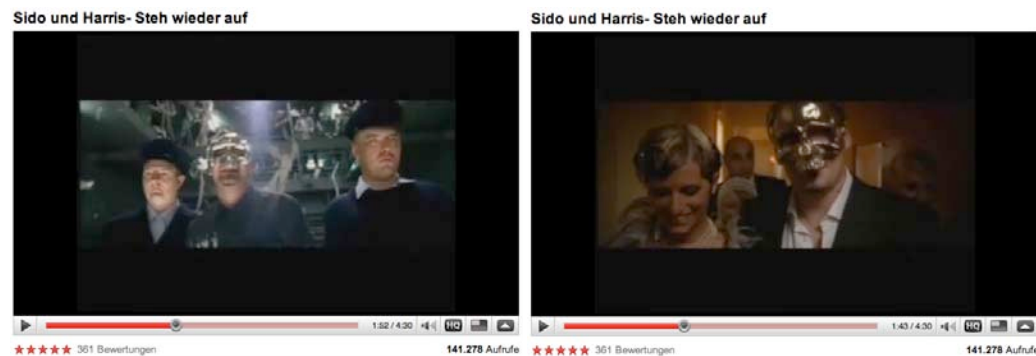 Sido und Harris- Steh wieder auf
1:52 / 4:30
HQ
361 Bewertungen
141.278 Aufrufe
Sido und Harris- Steh wieder auf
1:43 / 4:30
HQ
361 Bewertungen
141.278 Aufrufe